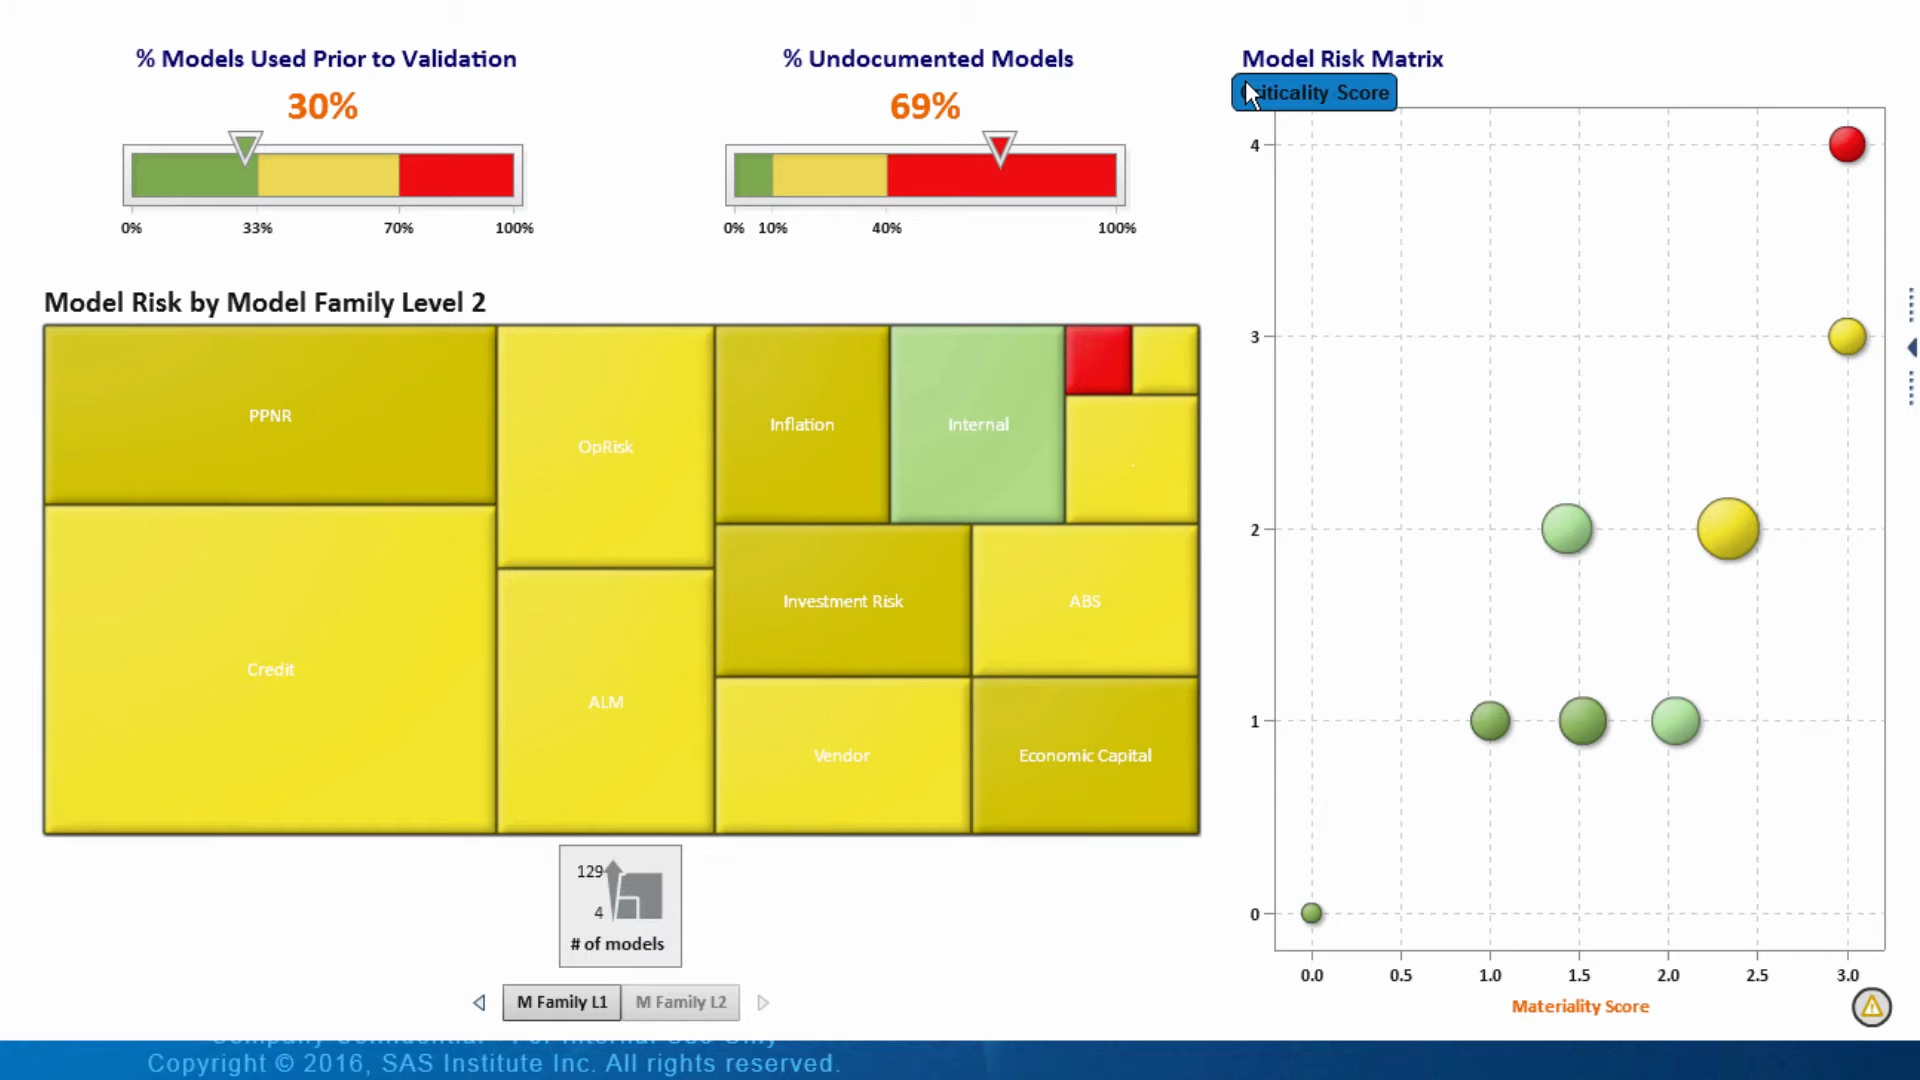 % Models Used Prior to Validation
30%
0% 33% 70% 100%
% Undocumented Models
69%
0% 10% 40% 100%
Model Risk Matrix
Score
4
3
2
1
0
0.0 0.5 1.0 1.5 2.0 2.5 3.0
Materiality Score
Model Risk by Model Family Level 2
PPNR
OpRisk
Inflation
Internal
Credit
ALM
Investment Risk
ABS
Vendor
Economic Capital
129
4
# of models
M Family L1
M Family L2
Copyright © 2016, SAS Institute Inc. All rights reserved.